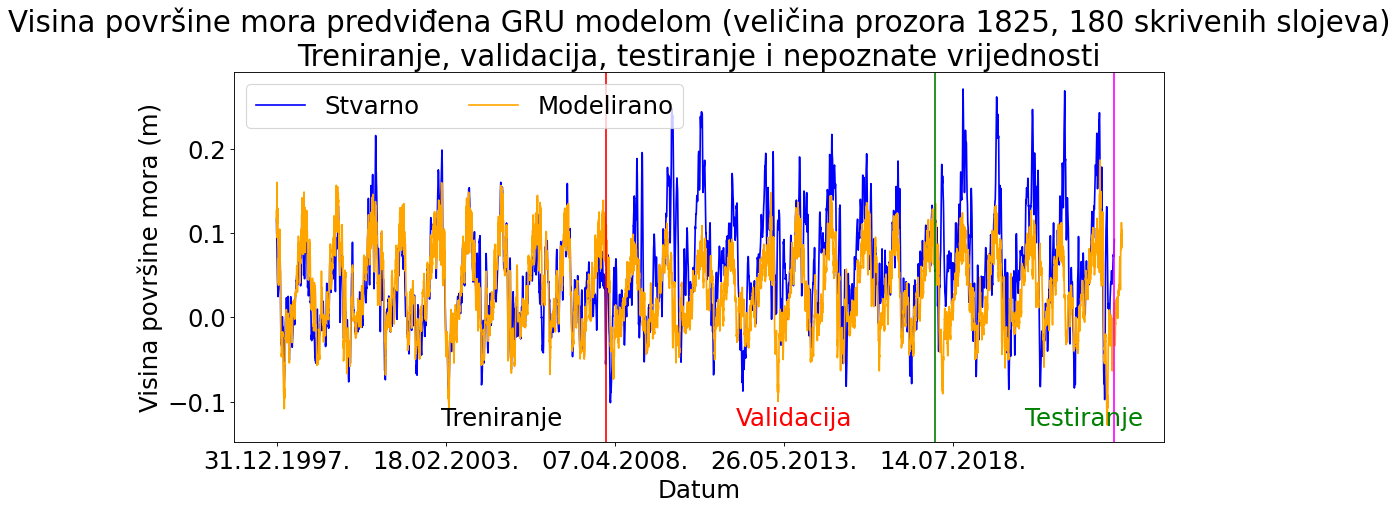 Visina površine mora predviđena GRU modelom (veličina prozora 1825, 180 skrivenih slojeva)
Treniranje, validacija, testiranje i nepoznate vrijednosti
Stvarno Modelirano
Visina površine mora (m)
0.2
0.1
0.0
−0.1
Treniranje Validacija Testiranje
31.12.1997. 18.02.2003. 07.04.2008. 26.05.2013. 14.07.2018.
Datum